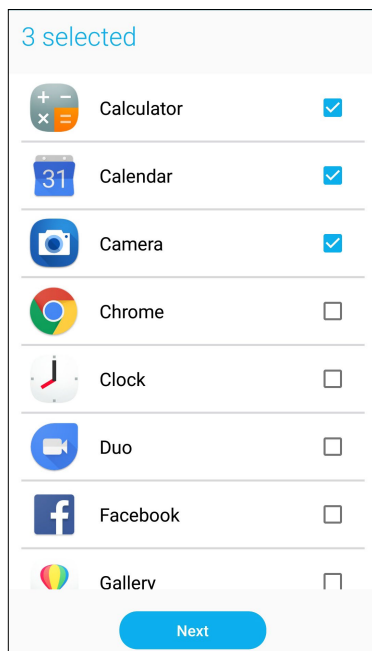 3 selected
Calculator
31
Calendar
Camera
Chrome
Clock
Duo
Facebook
Gallery
Next